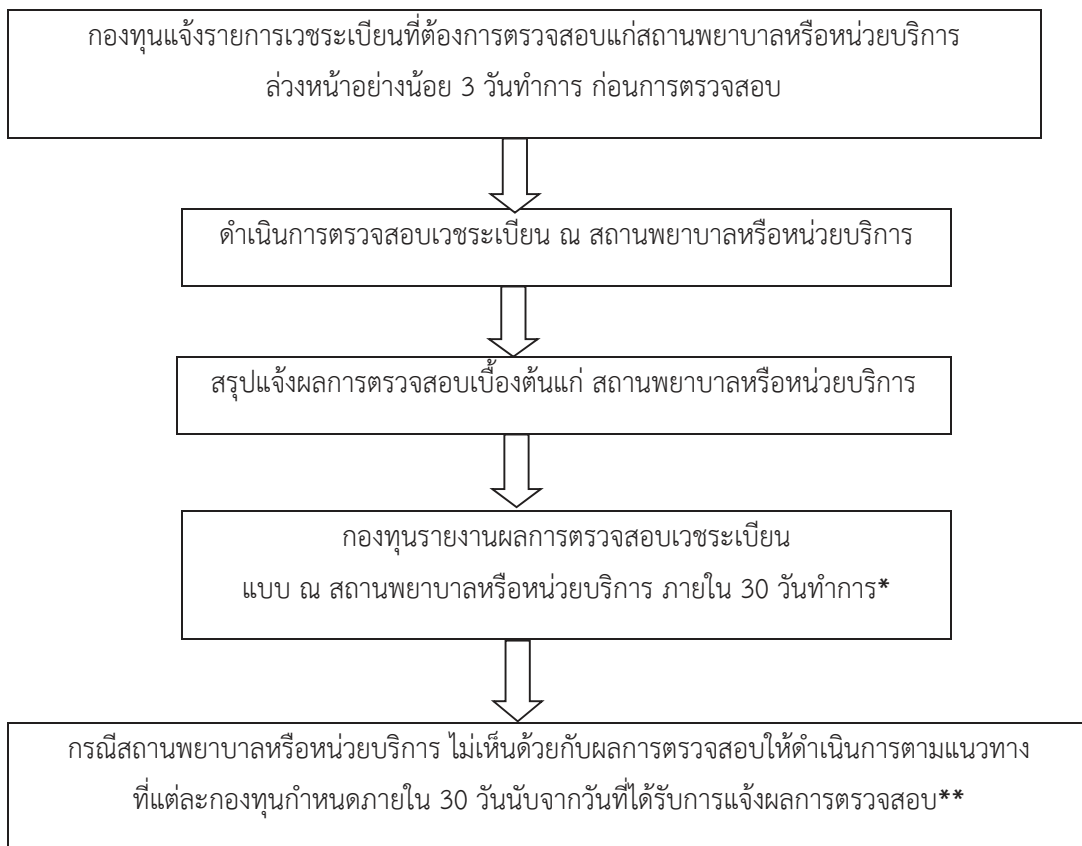 กองทุนแจ้งรายการเวชระเบียนที่ต้องการตรวจสอบแก่สถานพยาบาลหรือหน่วยบริการ
ล่วงหน้าอย่างน้อย 3 วันทำการ ก่อนการตรวจสอบ
ดำเนินการตรวจสอบเวชระเบียน ณ สถานพยาบาลหรือหน่วยบริการ
สรุปแจ้งผลการตรวจสอบเบื้องต้นแก่ สถานพยาบาลหรือหน่วยบริการ
กองทุนรายงานผลการตรวจสอบเวชระเบียน
แบบ ณ สถานพยาบาลหรือหน่วยบริการ ภายใน 30 วันทำการ*
กรณีสถานพยาบาลหรือหน่วยบริการ ไม่เห็นด้วยกับผลการตรวจสอบให้ดำเนินการตามแนวทาง
ที่แต่ละกองทุนกำหนดภายใน 30 วันนับจากวันที่ได้รับการแจ้งผลการตรวจสอบ**